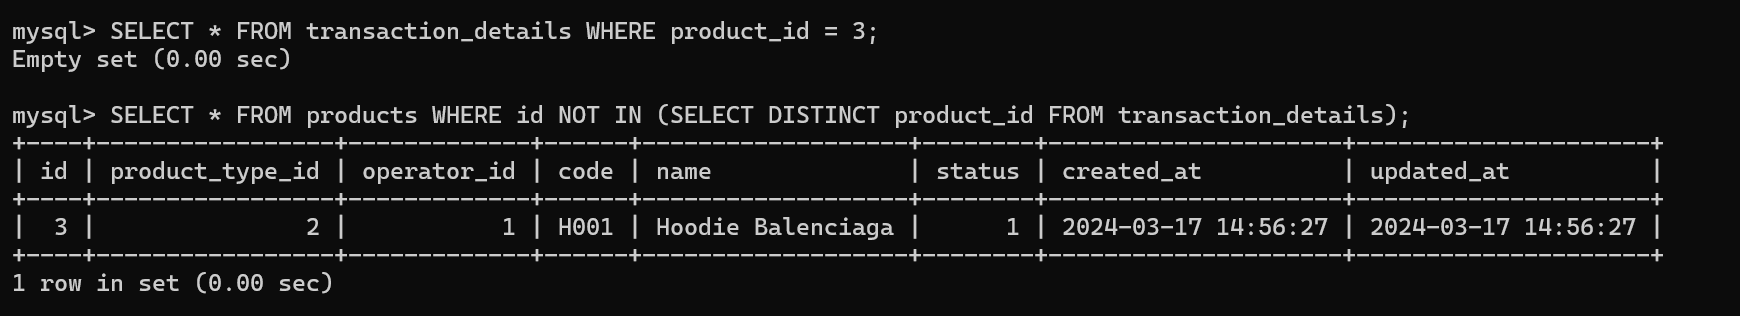 mysql> SELECT * FROM transaction_details WHERE product_id = 3;
Empty set (0.00 sec)

mysql> SELECT * FROM products WHERE id NOT IN (SELECT DISTINCT product_id FROM transaction_details);
+----+-----------------+-------------+------+-------------------+--------+---------------------+---------------------+
| id | product_type_id | operator_id | code | name              | status | created_at          | updated_at          |
+----+-----------------+-------------+------+-------------------+--------+---------------------+---------------------+
|  3 |               2 |           1 | H001 | Hoodie Balenciaga |      1 | 2024-03-17 14:56:27 | 2024-03-17 14:56:27 |
+----+-----------------+-------------+------+-------------------+--------+---------------------+---------------------+
1 row in set (0.00 sec)